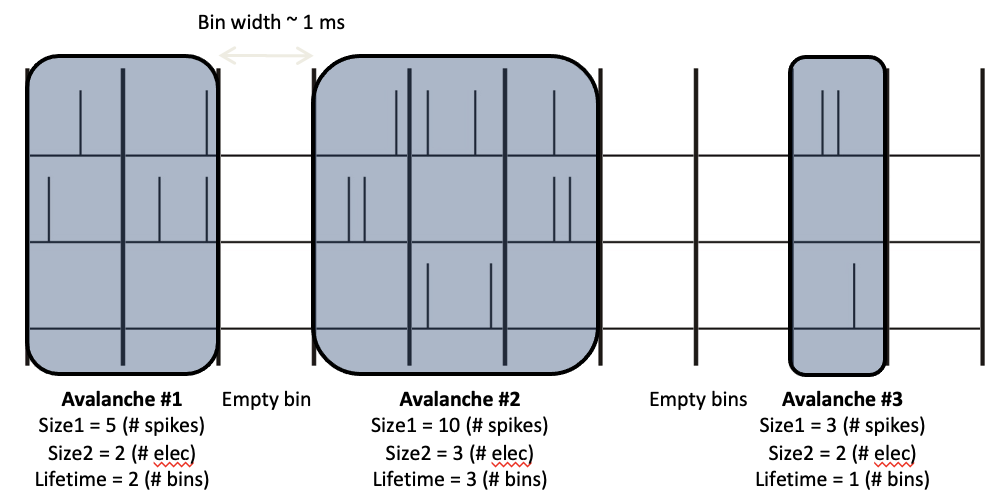 Bin width ~ 1 ms
Avalanche #1
Size1 = 5 (# spikes)
Size2 = 2 (# elec)
Lifetime = 2 (# bins)
Empty bin
Avalanche #2
Size1 = 10 (# spikes)
Size2 = 3 (# elec)
Lifetime = 3 (# bins)
Empty bins
Avalanche #3
Size1 = 3 (# spikes)
Size2 = 2 (# elec)
Lifetime = 1 (# bins)